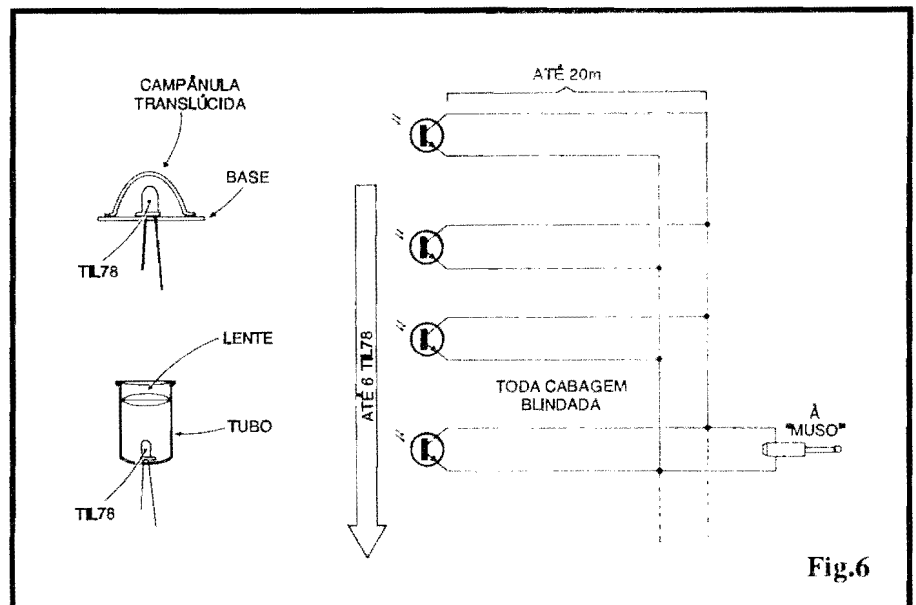 CAMPÂNULA
TRANSLÚCIDA
BASE
TIL78
LENTE
TUBO
TIL78
ATÉ 20m
ATÉ 6 TIL78
TODA CABAGEM
BLINDADA
À
"MUSO"
Fig.6